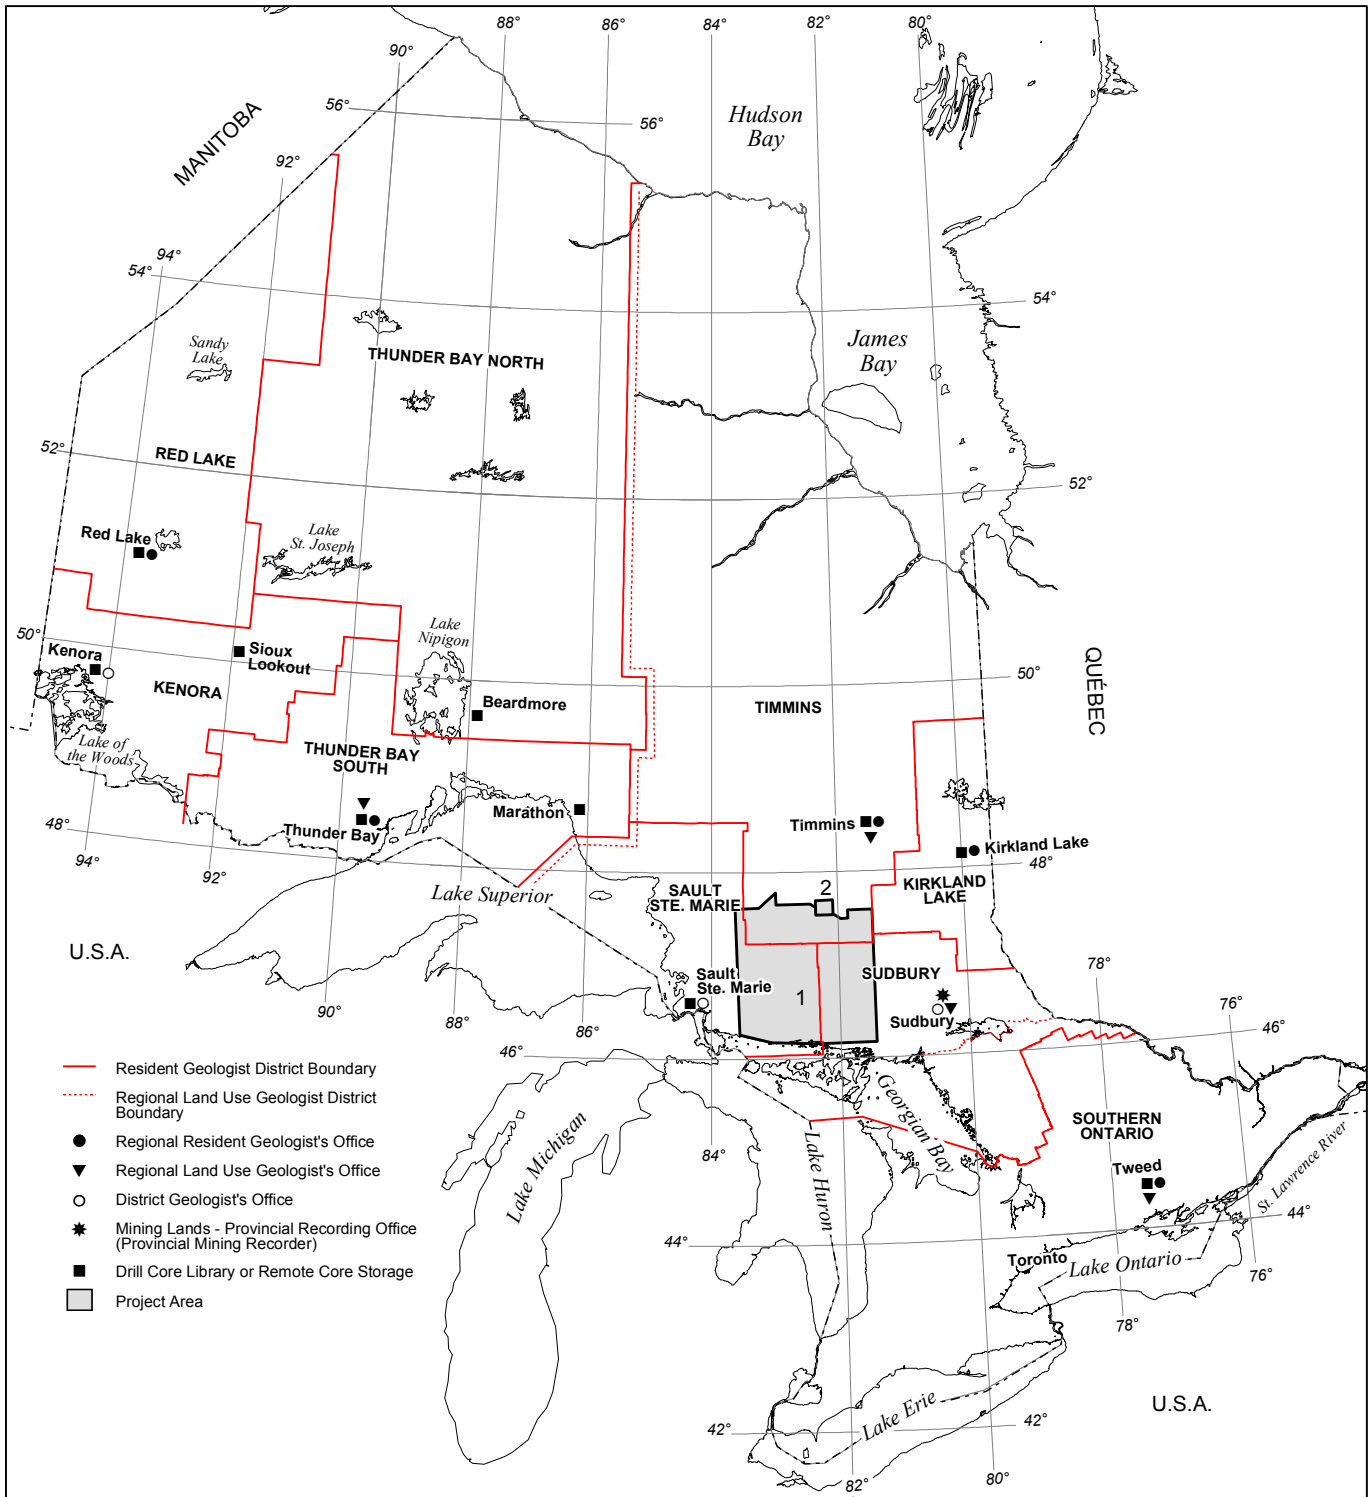 88°
86°
84°
82°
80°
90°
56°
56°
Hudson
Bay
MANITOBA
92°
94°
54°
54°
Sandy
Lake
THUNDER BAY NORTH
James
Bay
52°
RED LAKE
52°
Red Lake
Lake
St. Joseph
50°
Kenora
Sioux
Lookout
Lake
Nipigon
50°
QUÉBEC
KENORA
Beardmore
TIMMINS
Lake of
the Woods
THUNDER BAY
SOUTH
48°
Thunder Bay
Marathon
Timmins
Kirkland Lake
48°
94°
92°
Lake Superior
SAULT
STE. MARIE
2
KIRKLAND
LAKE
U.S.A.
Sault
Ste. Marie
1
SUDBURY
Sudbury
78°
76°
90°
88°
86°
46°
46°
Resident Geologist District Boundary
Regional Land Use Geologist District
Boundary
Regional Resident Geologist's Office
Regional Land Use Geologist's Office
District Geologist's Office
Mining Lands - Provincial Recording Office
(Provincial Mining Recorder)
Drill Core Library or Remote Core Storage
Project Area
Lake Michigan
84°
Lake Huron
Georgian Bay
SOUTHERN
ONTARIO
Tweed
St. Lawrence River
44°
44°
Toronto
Lake Ontario
76°
78°
42°
Lake Erie
42°
U.S.A.
82°
80°